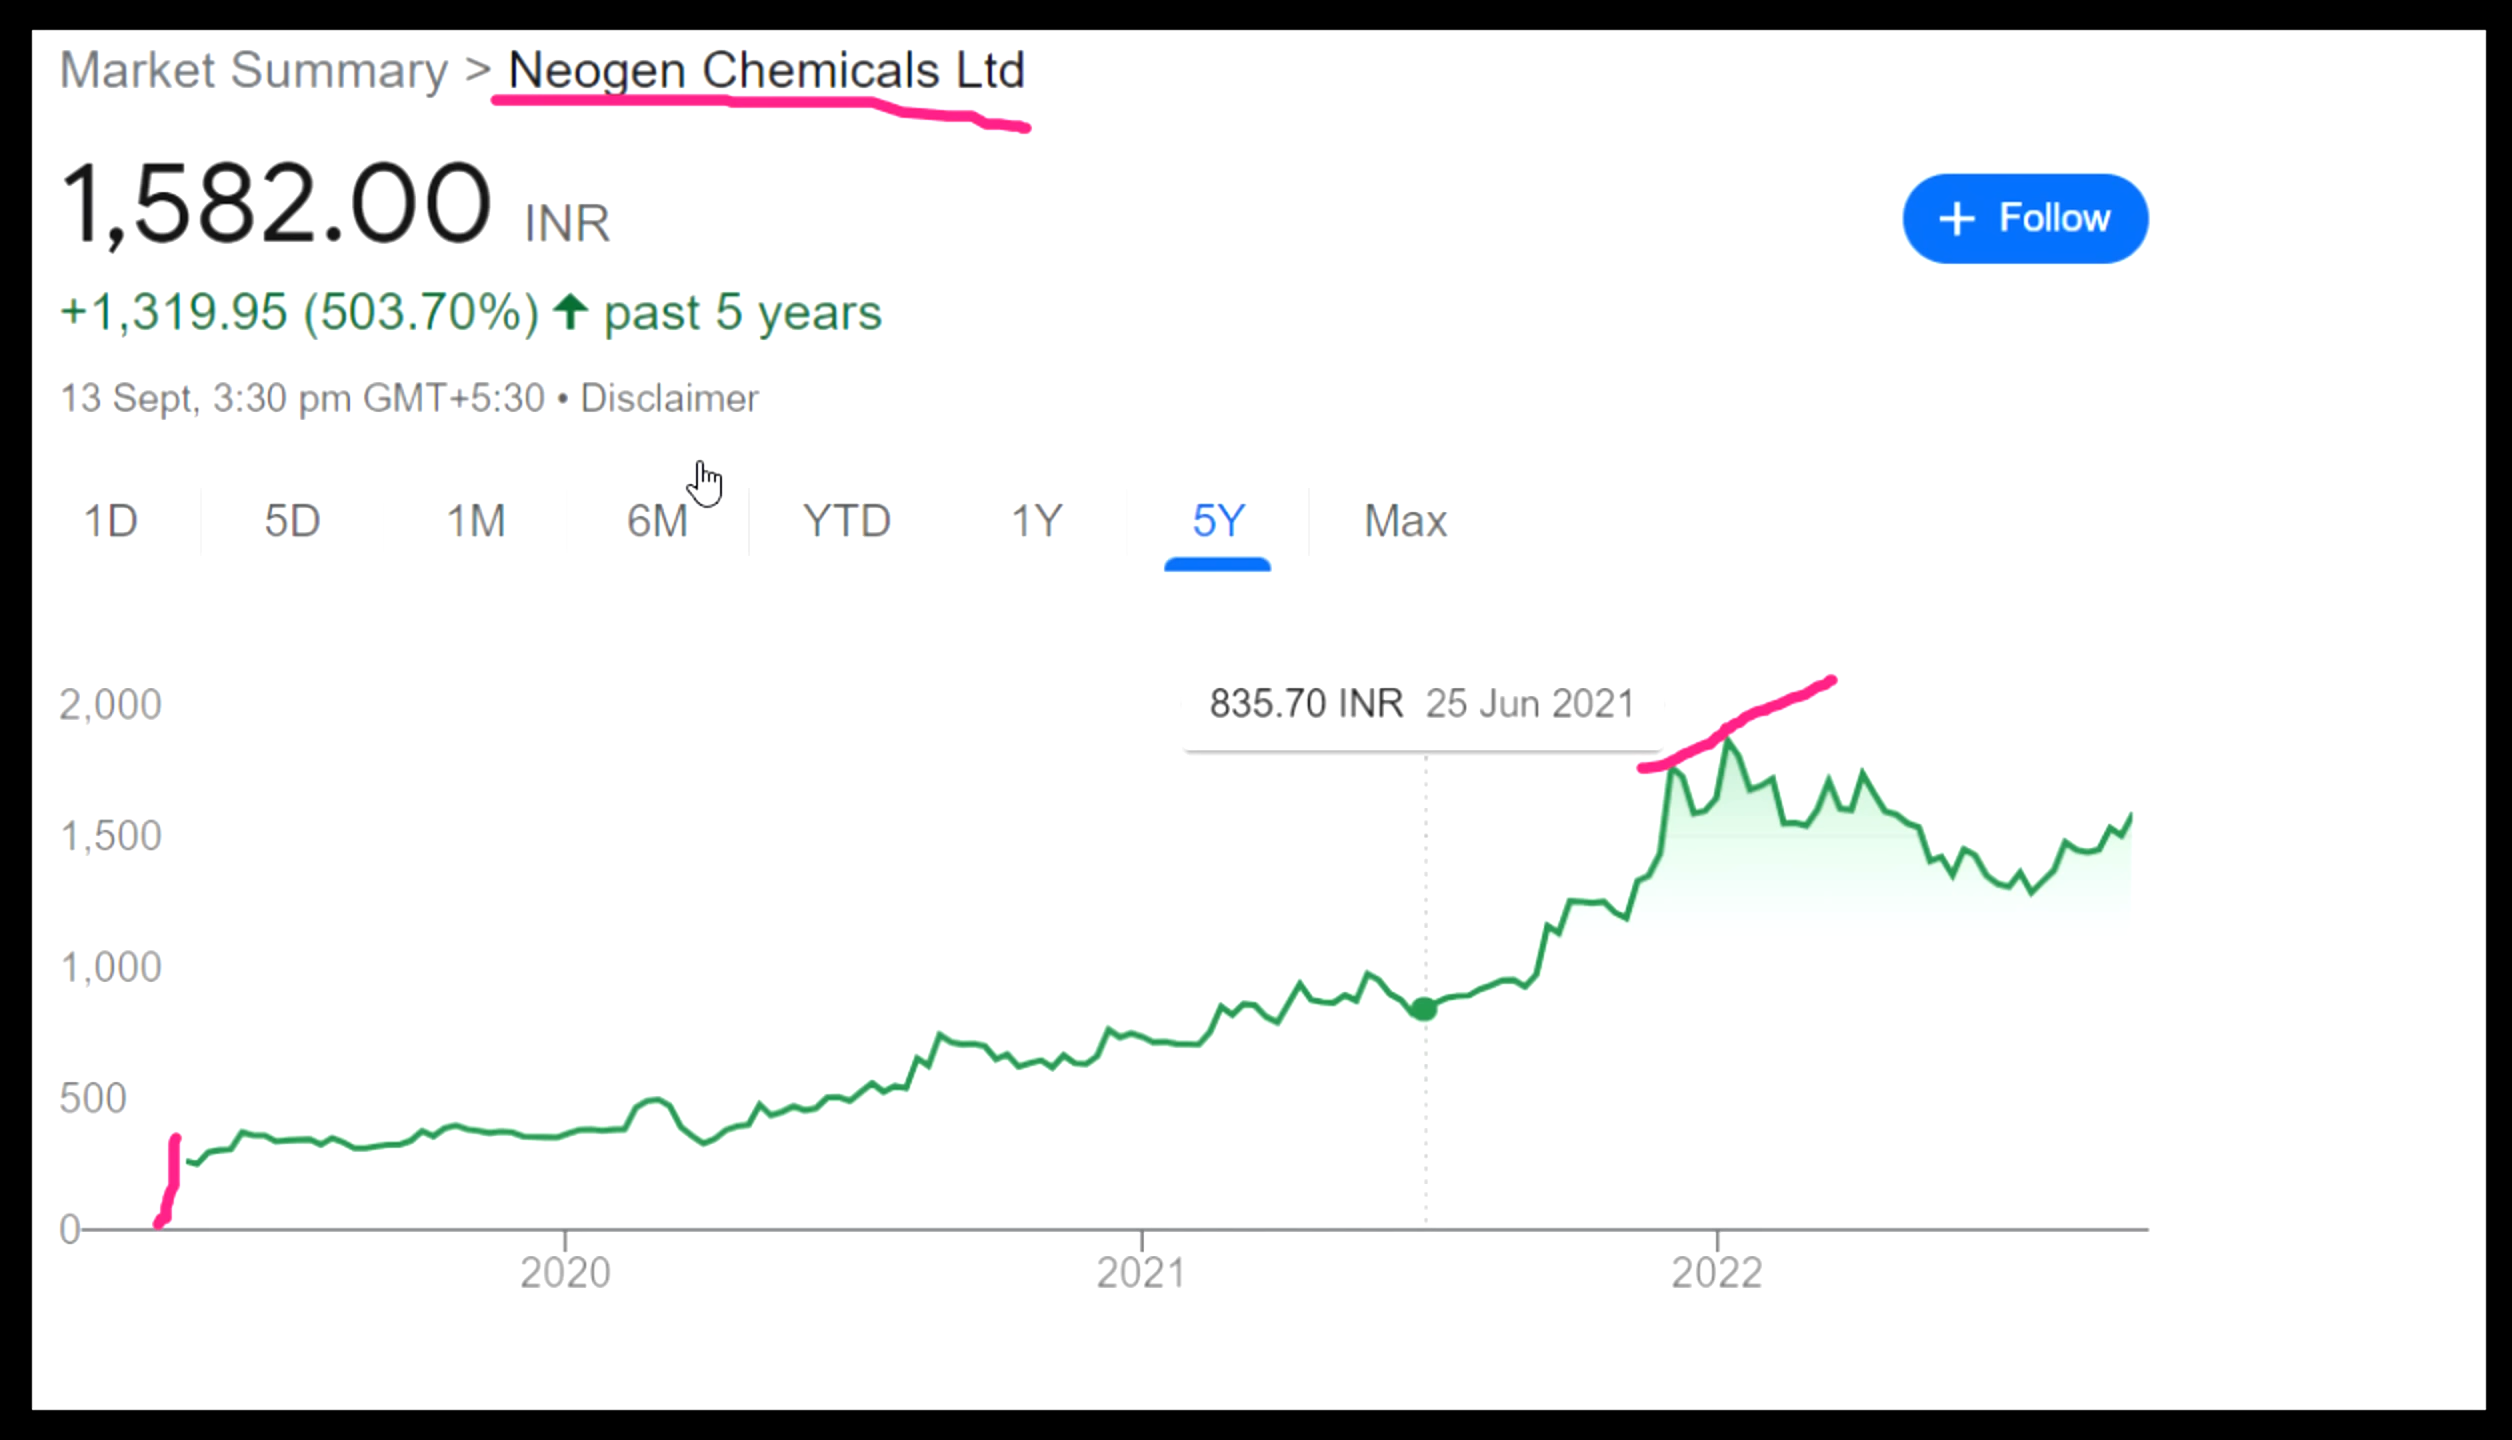 Market Summary > Neogen Chemicals Ltd
1,582.00 INR
+ Follow
+1,319.95 (503.70%) ↑ past 5 years
13 Sept, 3:30 pm GMT+5:30 • Disclaimer
1D 5D 1M 6M YTD 1Y 5Y Max
835.70 INR 25 Jun 2021
2,000
1,500
1,000
500
0
2020 2021 2022